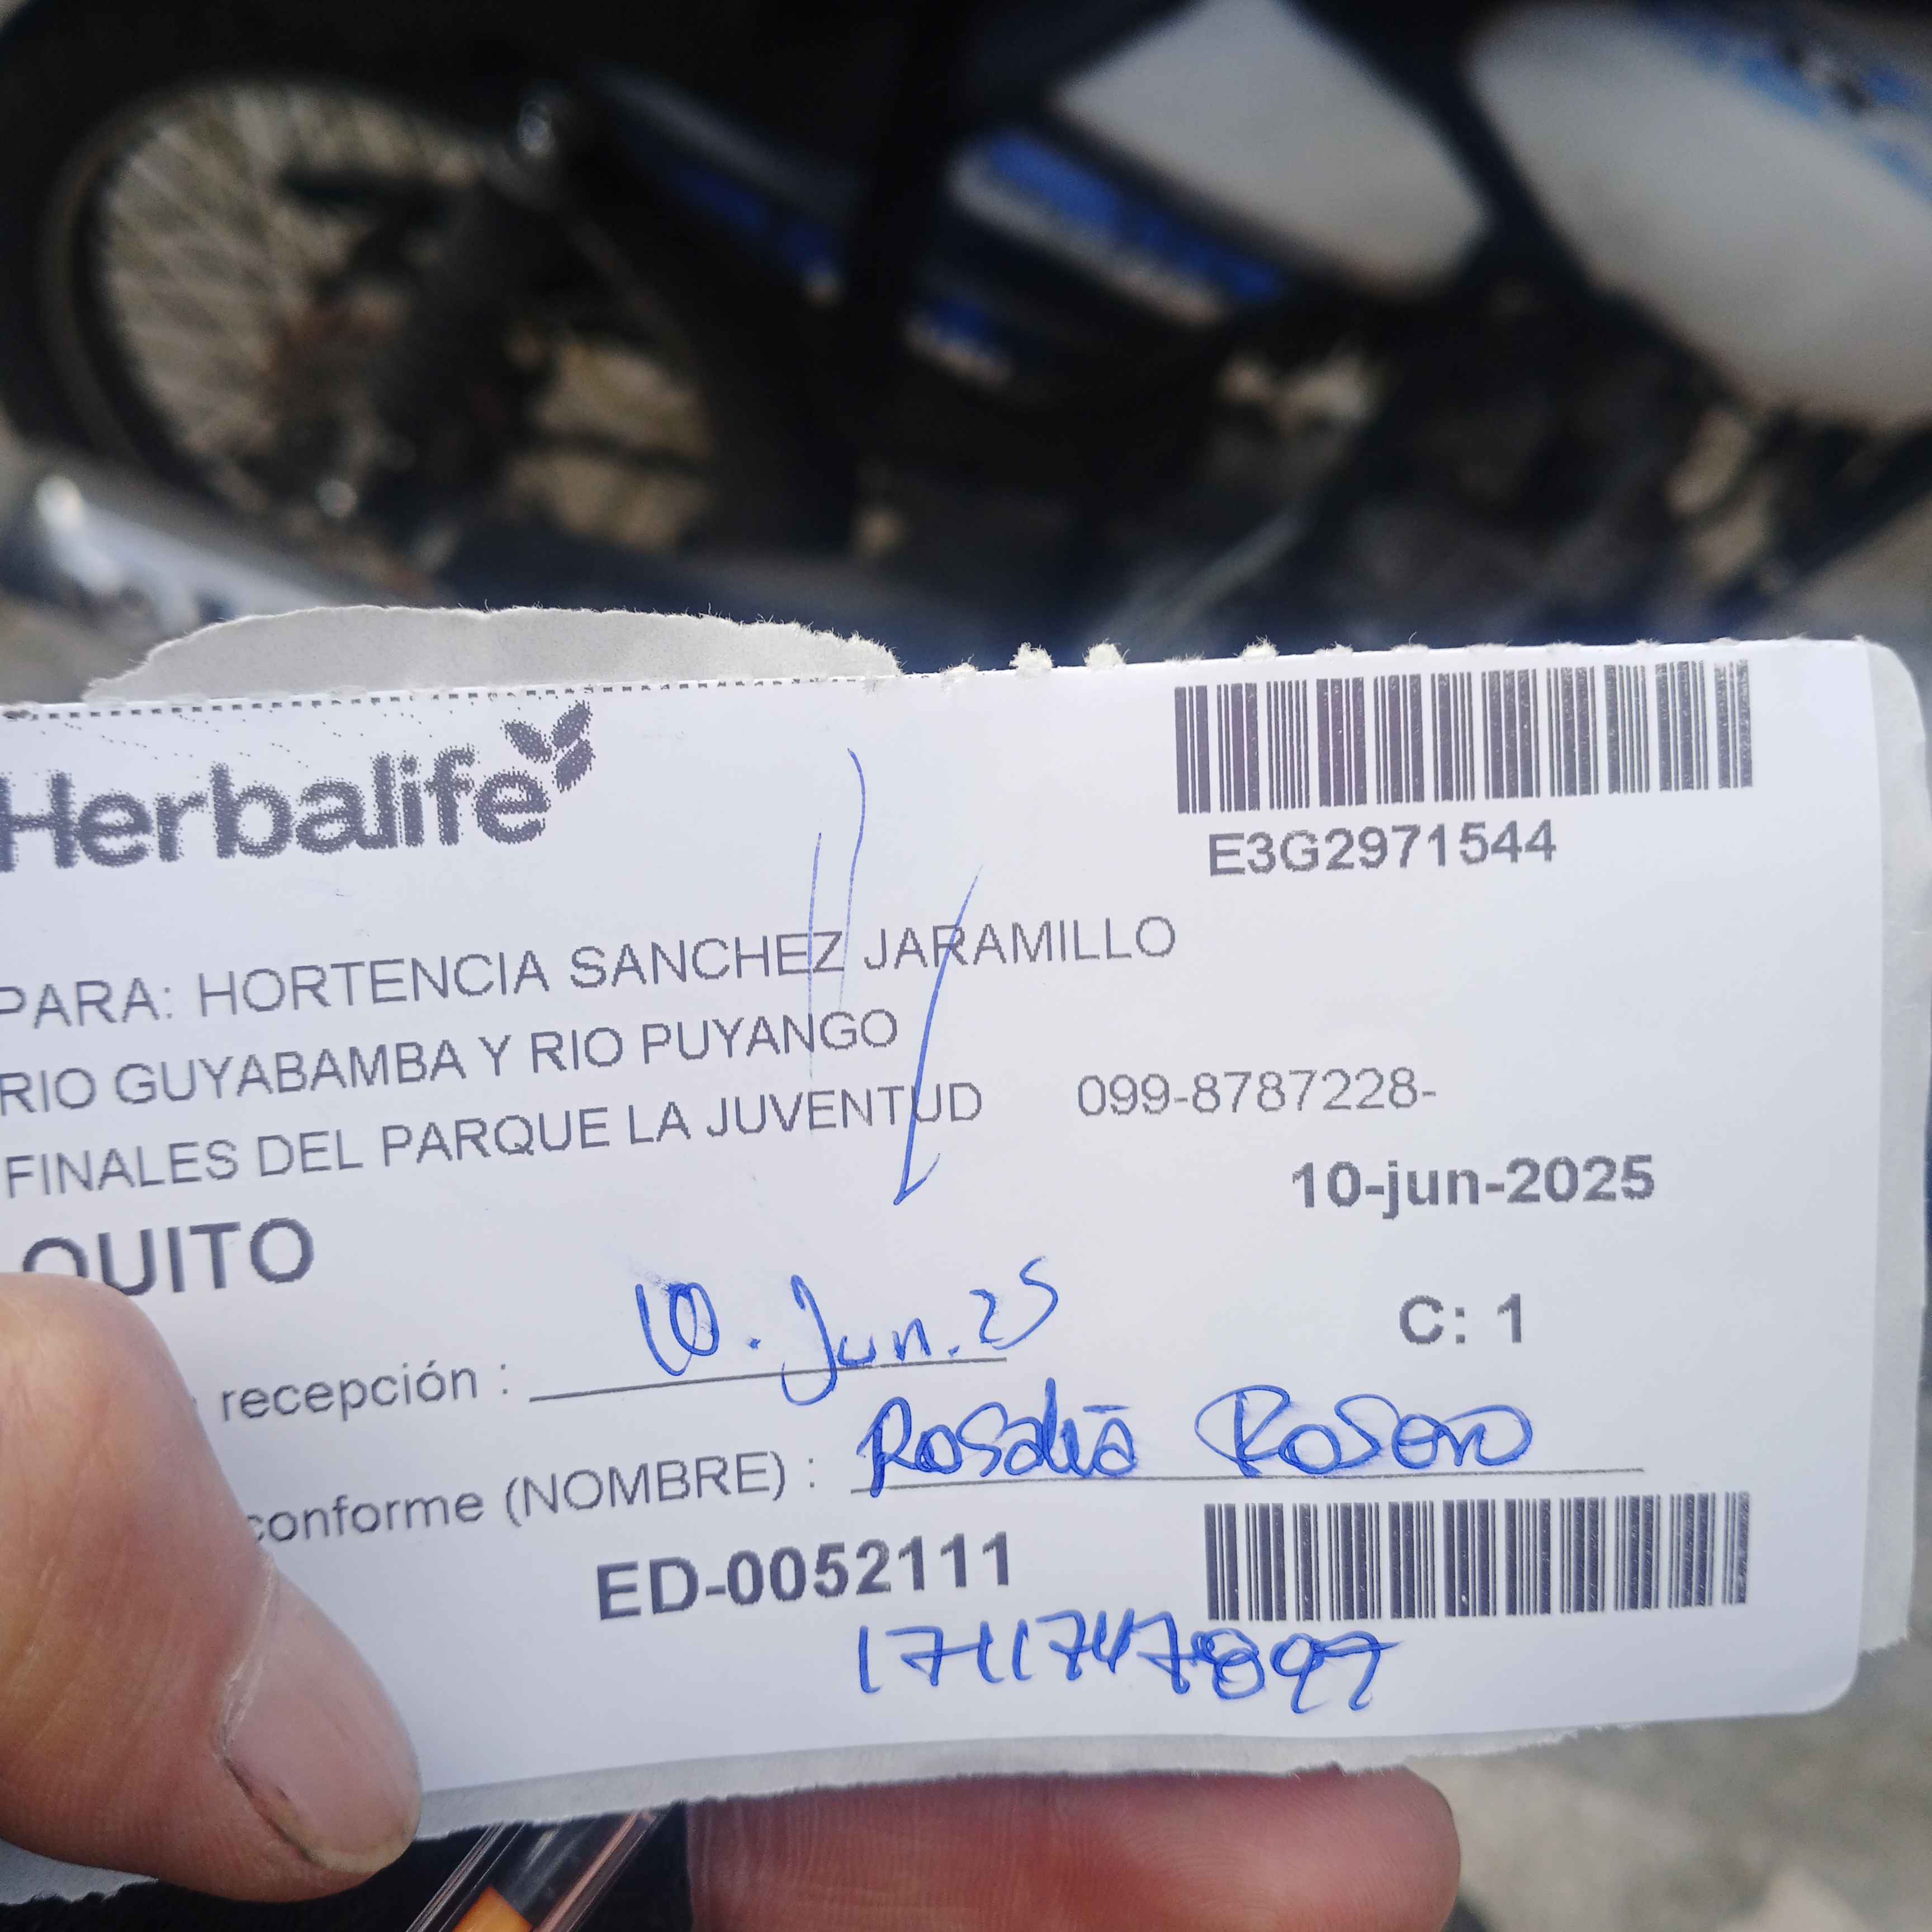 Herbalife
E3G2971544
PARA: HORTENCIA SANCHEZ JARAMILLO
RIO GUYABAMBA Y RIO PUYANGO
FINALES DEL PARQUE LA JUVENTUD 099-8787228-
10-jun-2025
QUITO
C: 1
recepción : 10. Jun. 25
conforme (NOMBRE) : Rosalia Rosero
ED-0052111